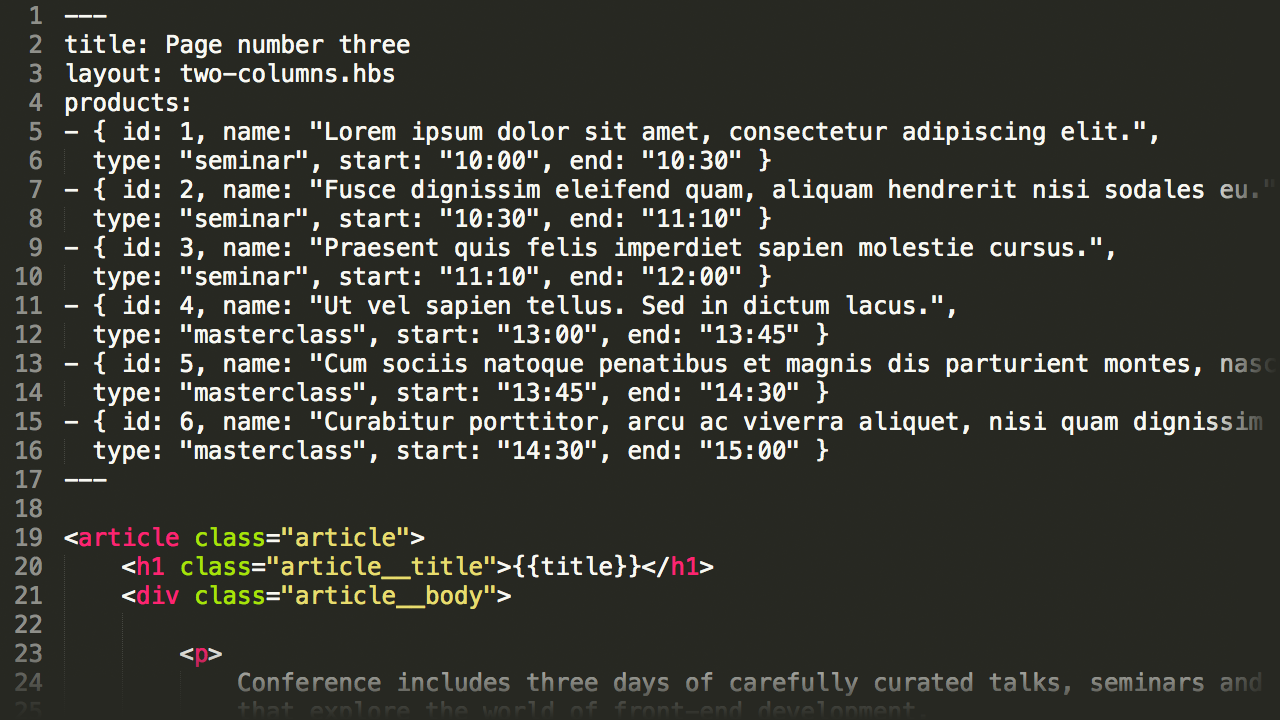 1 ---
2 title: Page number three
3 layout: two-columns.hbs
4 products:
5 - { id: 1, name: "Lorem ipsum dolor sit amet, consectetur adipiscing elit.",
6 type: "seminar", start: "10:00", end: "10:30" }
7 - { id: 2, name: "Fusce dignissim eleifend quam, aliquam hendrerit nisi sodales eu."
8 type: "seminar", start: "10:30", end: "11:10" }
9 - { id: 3, name: "Praesent quis felis imperdiet sapien molestie cursus.",
10 type: "seminar", start: "11:10", end: "12:00" }
11 - { id: 4, name: "Ut vel sapien tellus. Sed in dictum lacus.",
12 type: "masterclass", start: "13:00", end: "13:45" }
13 - { id: 5, name: "Cum sociis natoque penatibus et magnis dis parturient montes, nasc
14 type: "masterclass", start: "13:45", end: "14:30" }
15 - { id: 6, name: "Curabitur porttitor, arcu ac viverra aliquet, nisi quam dignissim
16 type: "masterclass", start: "14:30", end: "15:00" }
17 ---
18
19 <article class="article">
20 <h1 class="article__title">{{title}}</h1>
21 <div class="article__body">
22
23 <p>
24 Conference includes three days of carefully curated talks, seminars and
25 that explore the world of front-end development.